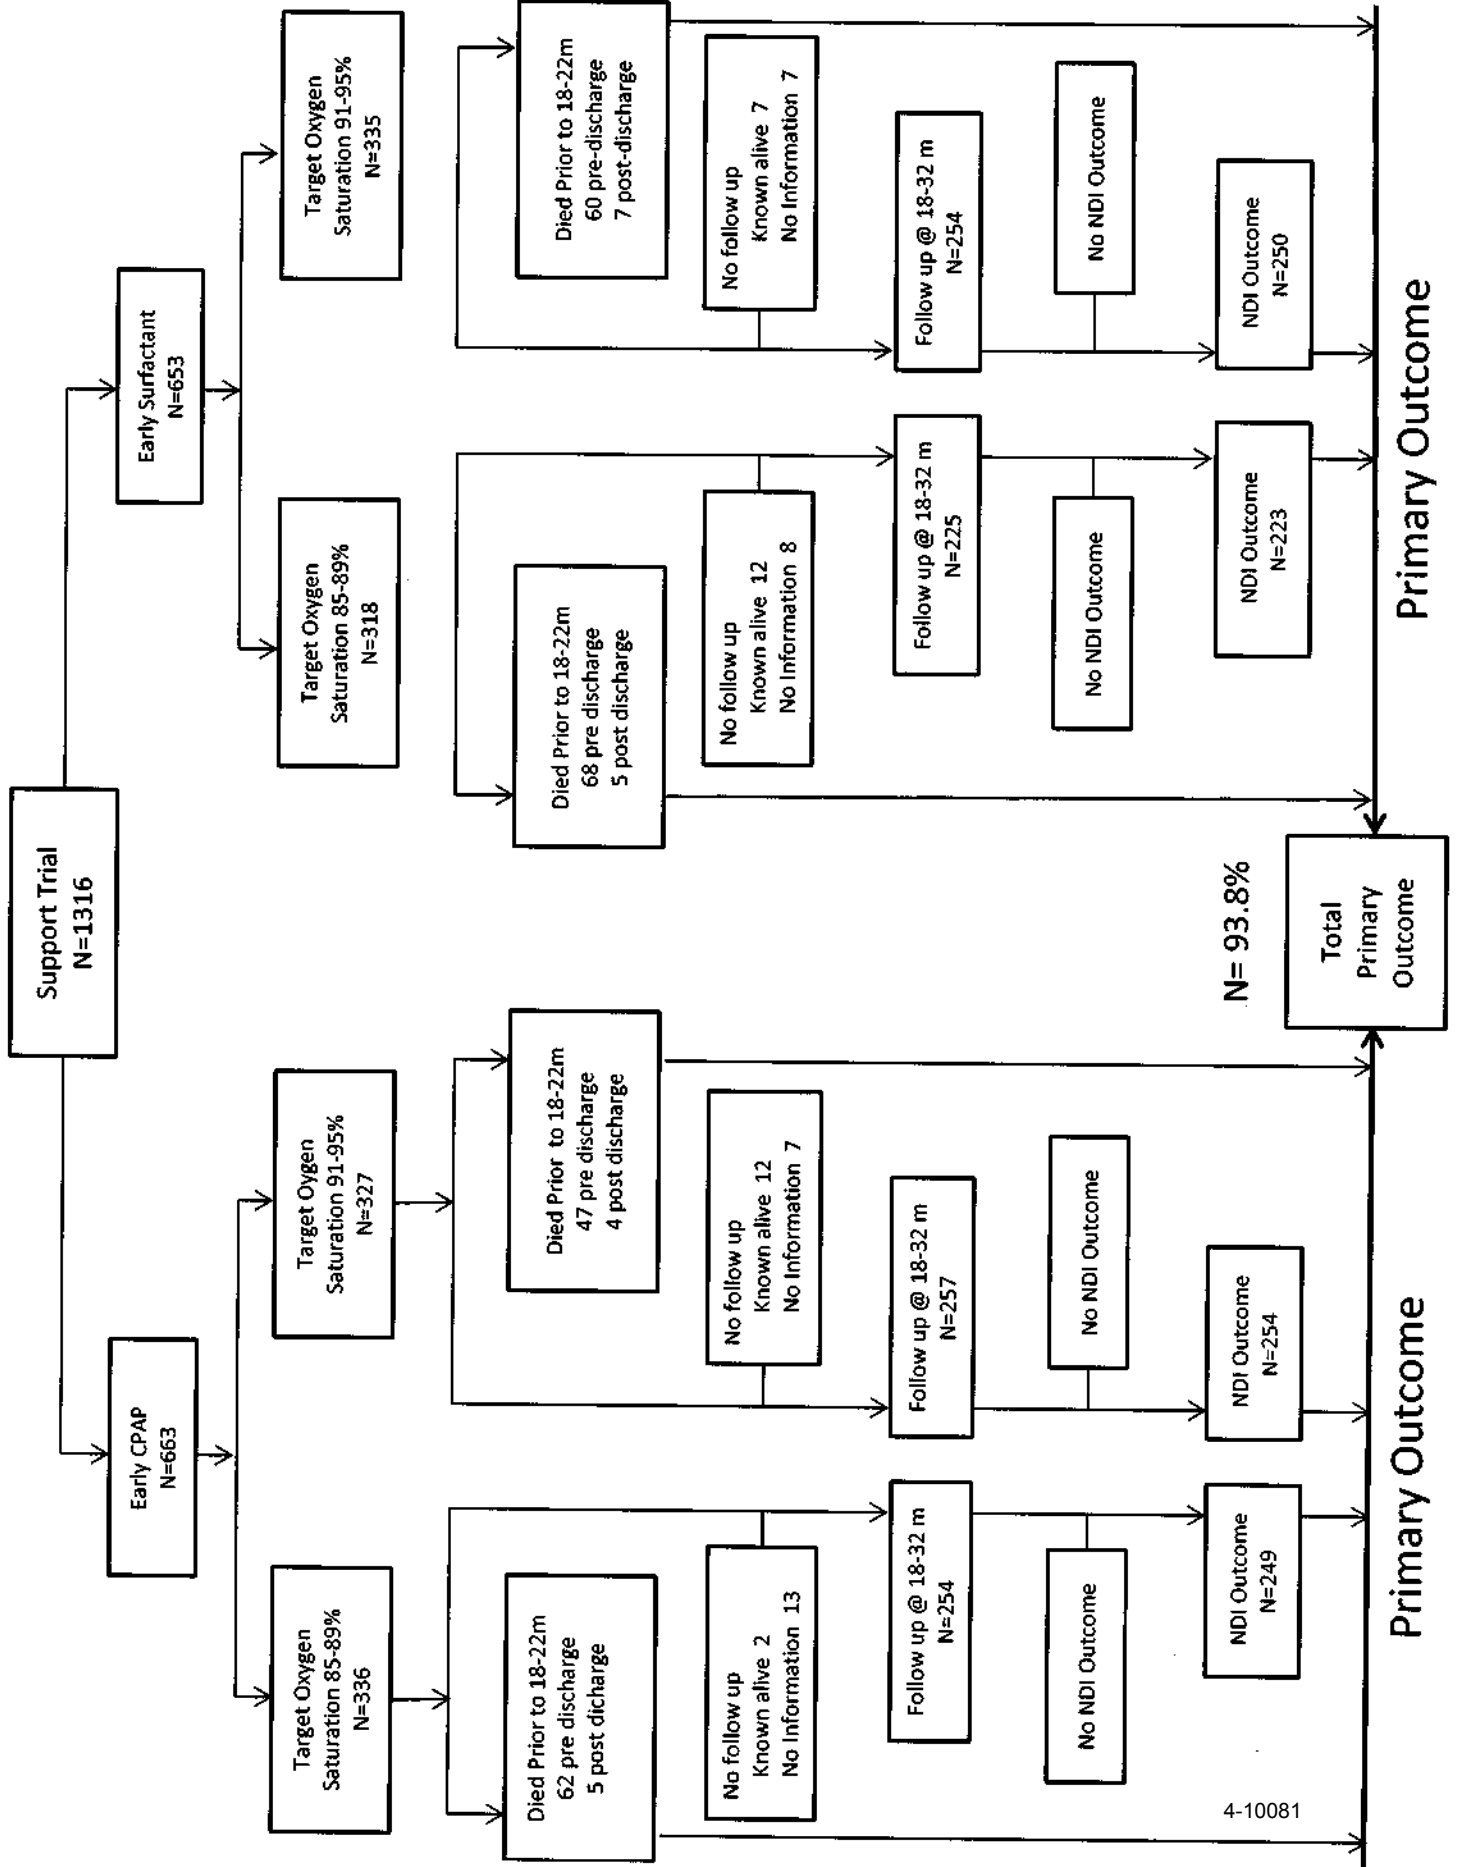 Support Trial
N=1316
Early CPAP
N=663
Early Surfactant
N=653
Target Oxygen
Saturation 85-89%
N=336
Target Oygen
Saturation 91-95%
N=327
Target Oxygen
Saturation 85-89%
N=318
Target Oxygen
Saturation 91-95%
N=335
Died Prior to 18-22m
62 pre discharge
5 post dicharge
Died Prior to 18-22m
47 pre discharge
4 post discharge
Died Prior to 18-22m
68 pre discharge
5 post discharge
Died Prior to 18-22m
60 pre-discharge
7 post-discharge
No follow up
Known alive 2
No Information 13
No follow up
Known alive 12
No Information 7
No follow up
Known alive 12
No Information 8
No follow up
Known alive 7
No Information 7
Follow up @ 18-32 m
N=254
Follow up @ 18-32 m
N=257
Follow up @ 18-32 m
N=225
Follow up @ 18-32 m
N=254
No NDI Outcome
No NDI Outcome
No NDI Outcome
No NDI Outcome
NDI Outcome
N=249
NDI Outcome
N=254
NDI Outcome
N=223
NDI Outcome
N=250
N= 93.8%
Total
Primary
Outcome
Primary Outcome
Primary Outcome
4-10081